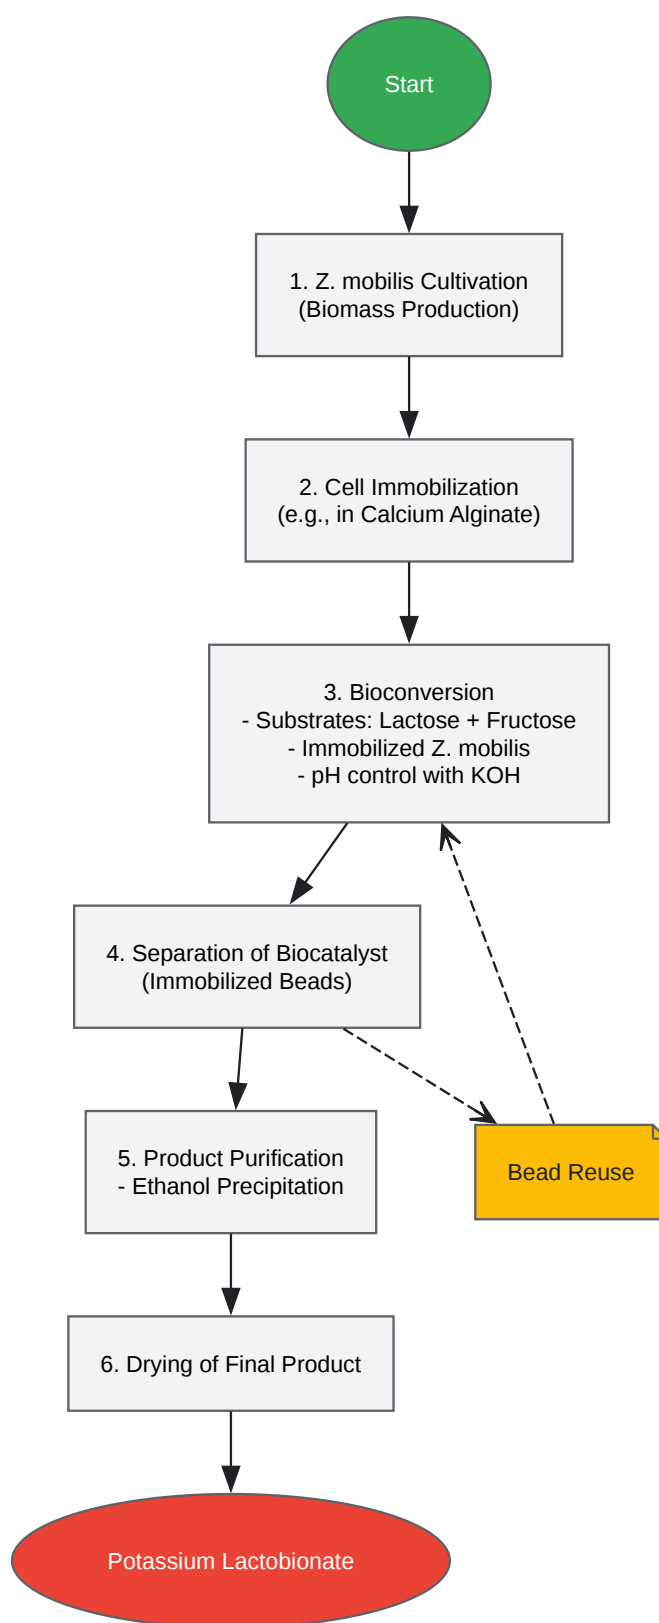 Start
1. Z. mobilis Cultivation
(Biomass Production)
2. Cell Immobilization
(e.g., in Calcium Alginate)
3. Bioconversion
- Substrates: Lactose + Fructose
- Immobilized Z. mobilis
- pH control with KOH
4. Separation of Biocatalyst
(Immobilized Beads)
5. Product Purification
- Ethanol Precipitation
Bead Reuse
6. Drying of Final Product
Potassium Lactobionate